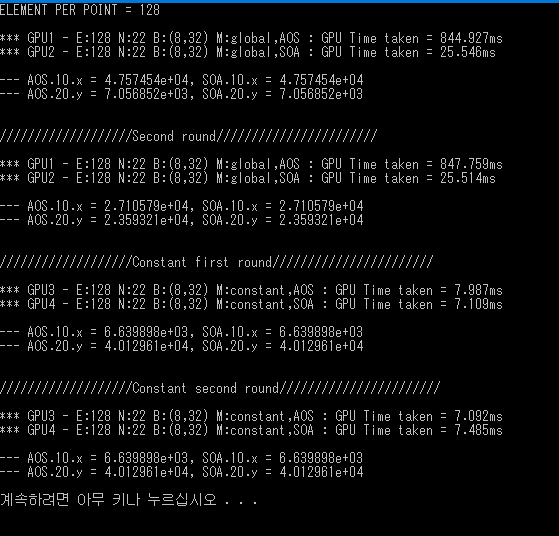 ELEMENT PER POINT = 128
*** GPU1 - E:128 N:22 B:(8,32) M:global,AOS : GPU Time taken = 844.927ms
*** GPU2 - E:128 N:22 B:(8,32) M:global,SOA : GPU Time taken = 25.546ms
--- AOS.10.x = 4.757454e+04, SOA.10.x = 4.757454e+04
--- AOS.20.y = 7.056852e+03, SOA.20.y = 7.056852e+03
///////////////////Second round///////////////////////
*** GPU1 - E:128 N:22 B:(8,32) M:global,AOS : GPU Time taken = 847.759ms
*** GPU2 - E:128 N:22 B:(8,32) M:global,SOA : GPU Time taken = 25.514ms
--- AOS.10.x = 2.710579e+04, SOA.10.x = 2.710579e+04
--- AOS.20.y = 2.359321e+04, SOA.20.y = 2.359321e+04
///////////////////Constant first round///////////////////////
*** GPU3 - E:128 N:22 B:(8,32) M:constant,AOS : GPU Time taken = 7.987ms
*** GPU4 - E:128 N:22 B:(8,32) M:constant,SOA : GPU Time taken = 7.109ms
--- AOS.10.x = 6.639898e+03, SOA.10.x = 6.639898e+03
--- AOS.20.y = 4.012961e+04, SOA.20.y = 4.012961e+04
///////////////////Constant second round///////////////////////
*** GPU3 - E:128 N:22 B:(8,32) M:constant,AOS : GPU Time taken = 7.092ms
*** GPU4 - E:128 N:22 B:(8,32) M:constant,SOA : GPU Time taken = 7.485ms
--- AOS.10.x = 6.639898e+03, SOA.10.x = 6.639898e+03
--- AOS.20.y = 4.012961e+04, SOA.20.y = 4.012961e+04
계속하려면 아무 키나 누르십시오 . . .